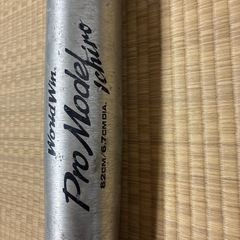 WorldWin.
Pro Model
ichiro
82CM/6.7CM DIA.